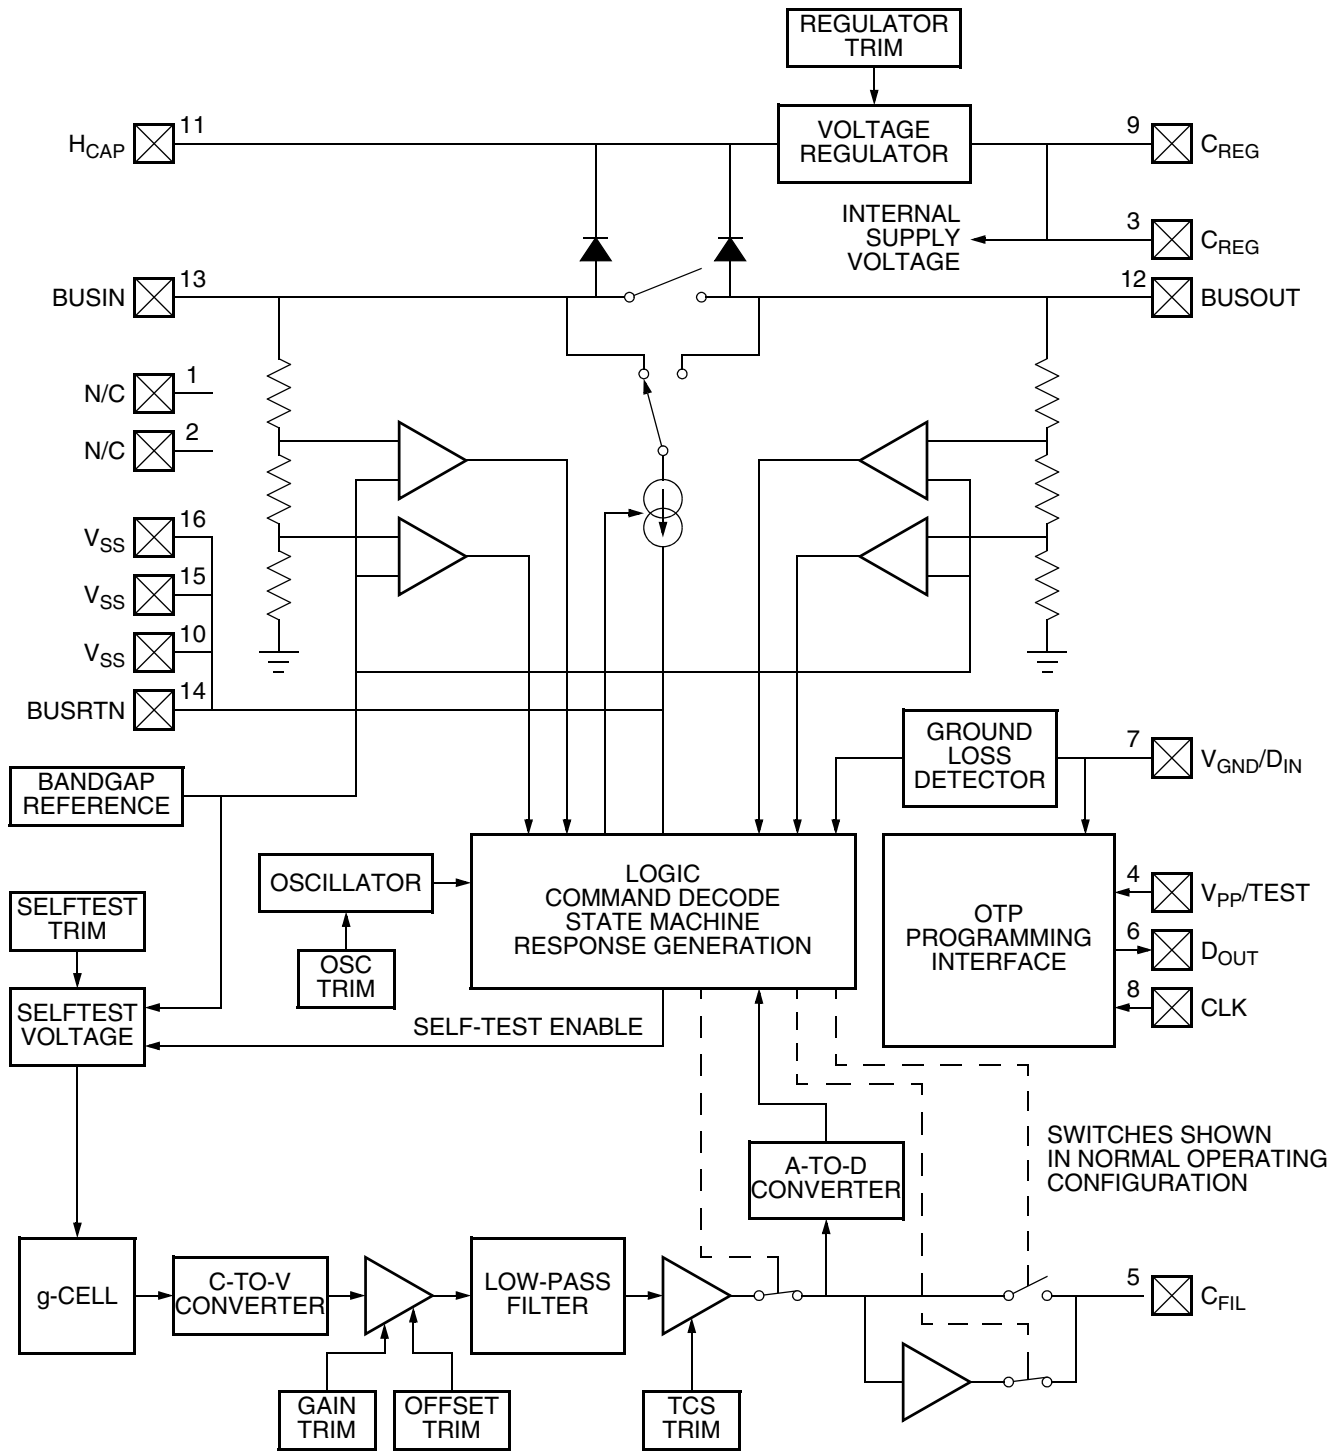 REGULATOR
TRIM
HCAP
11
VOLTAGE
REGULATOR
9
CREG
INTERNAL
SUPPLY
VOLTAGE
3
CREG
BUSIN
13
12
BUSOUT
N/C
1
N/C
2
VSS
16
VSS
15
VSS
10
BUSRTN
14
GROUND
LOSS
DETECTOR
7
VGND/DIN
BANDGAP
REFERENCE
OSCILLATOR
LOGIC
COMMAND DECODE
STATE MACHINE
RESPONSE GENERATION
OTP
PROGRAMMING
INTERFACE
4
VPP/TEST
6
DOUT
8
CLK
SELFTEST
TRIM
OSC
TRIM
SELFTEST
VOLTAGE
SELF-TEST ENABLE
SWITCHES SHOWN
IN NORMAL OPERATING
CONFIGURATION
A-TO-D
CONVERTER
g-CELL
C-TO-V
CONVERTER
LOW-PASS
FILTER
5
CFIL
GAIN
TRIM
OFFSET
TRIM
TCS
TRIM